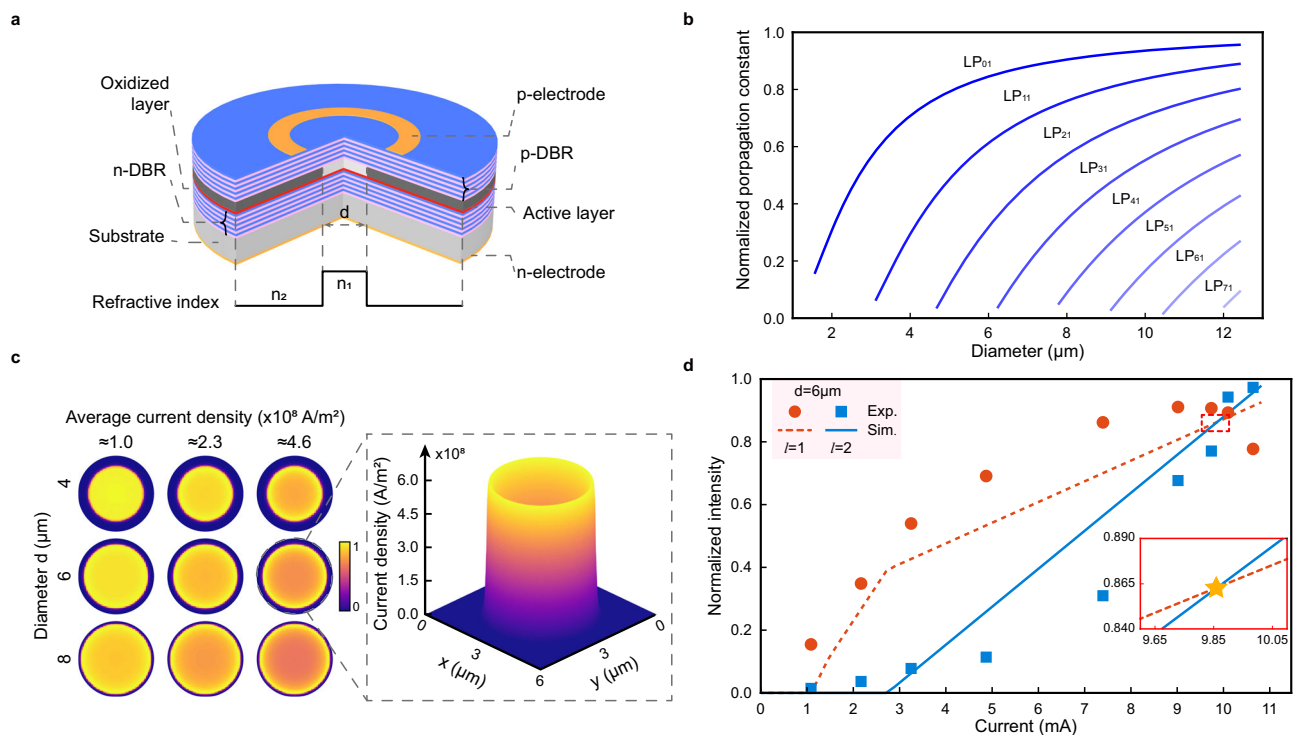 a
Oxidized
layer
n-DBR
Substrate
Refractive index
p-electrode
p-DBR
Active layer
n-electrode
d
n₂
n₁
b
Normalized porpagation constant
1.0
0.8
0.6
0.4
0.2
0.0
LP₀₁
LP₁₁
LP₂₁
LP₃₁
LP₄₁
LP₅₁
LP₆₁
LP₇₁
2 4 6 8 10 12
Diameter (µm)
c
Average current density (x10⁸ A/m²)
≈1.0 ≈2.3 ≈4.6
Diameter d (µm)
4
6
8
1
0
Current density (A/m²)
x10⁸
6.0
4.5
3.0
1.5
0.0
0
3
6
x (µm)
0
3
y (µm)
d
Normalized intensity
1.0
0.8
0.6
0.4
0.2
0.0
d=6µm
Exp.
Sim.
l=1 l=2
0.890
0.865
0.840
9.65 9.85 10.05
0 1 2 3 4 5 6 7 8 9 10 11
Current (mA)